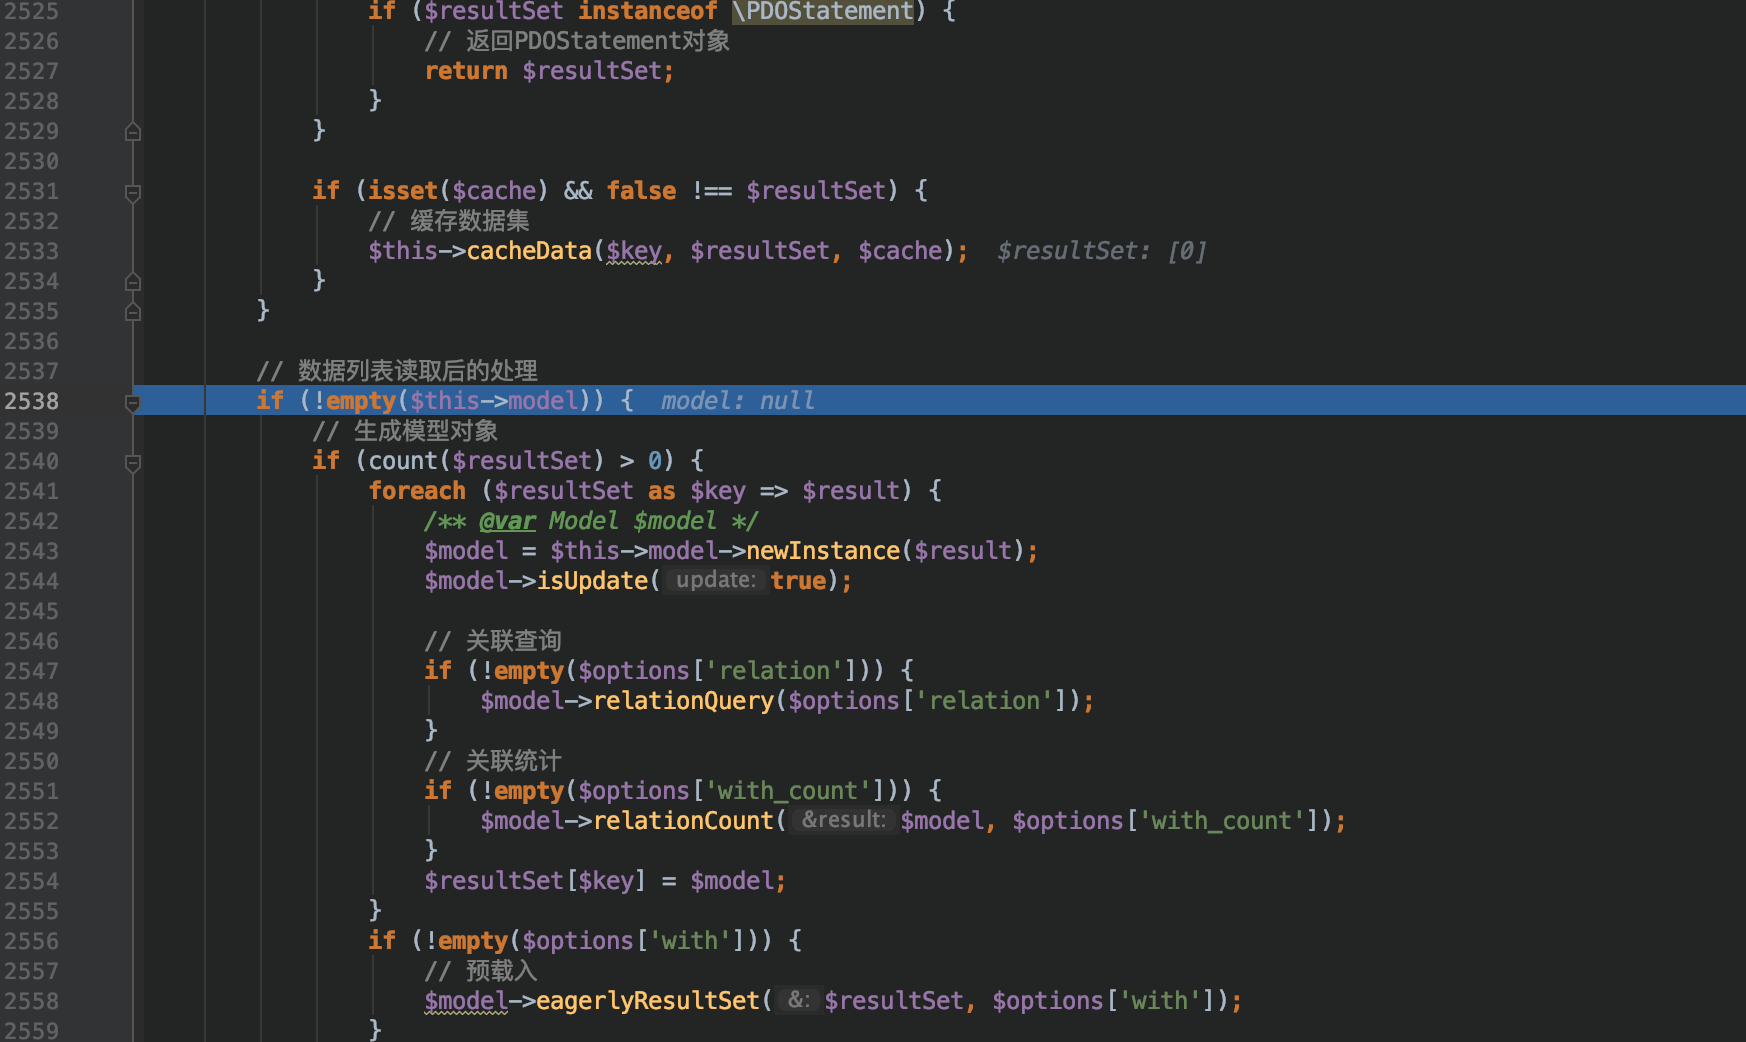 2525 if ($resultSet instanceof \PDOStatement) {
2526 // 返回PDOStatement对象
2527 return $resultSet;
2528 }
2529 }
2530
2531 if (isset($cache) && false !== $resultSet) {
2532 // 缓存数据集
2533 $this->cacheData($key, $resultSet, $cache); $resultSet: [0]
2534 }
2535 }
2536
2537 // 数据列表读取后的处理
2538 if (!empty($this->model)) { model: null
2539 // 生成模型对象
2540 if (count($resultSet) > 0) {
2541 foreach ($resultSet as $key => $result) {
2542 /** @var Model $model */
2543 $model = $this->model->newInstance($result);
2544 $model->isUpdate( update: true);
2545
2546 // 关联查询
2547 if (!empty($options['relation'])) {
2548 $model->relationQuery($options['relation']);
2549 }
2550 // 关联统计
2551 if (!empty($options['with_count'])) {
2552 $model->relationCount( &result: $model, $options['with_count']);
2553 }
2554 $resultSet[$key] = $model;
2555 }
2556 if (!empty($options['with'])) {
2557 // 预载入
2558 $model->eagerlyResultSet( &: $resultSet, $options['with']);
2559 }